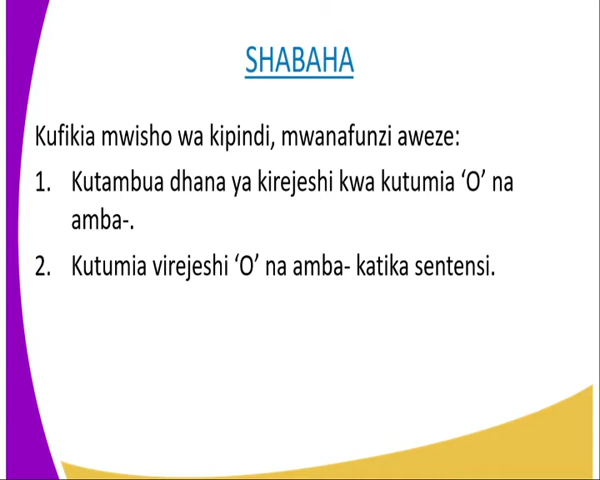 SHABAHA
Kufikia mwisho wa kipindi, mwanafunzi aweze:
1. Kutambua dhana ya kirejeshi kwa kutumia ‘O’ na
amba-.
2. Kutumia virejeshi ‘O’ na amba- katika sentensi.